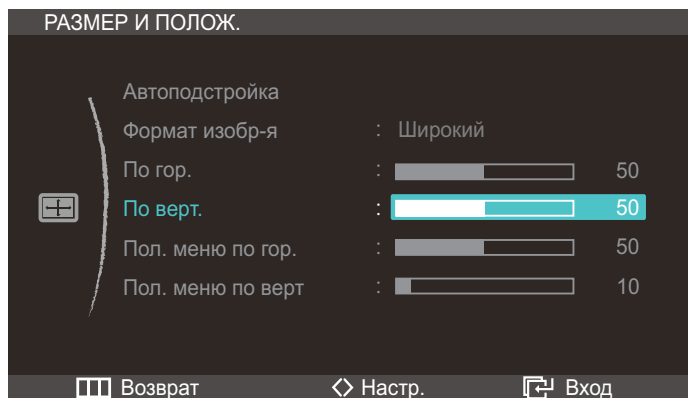 РАЗМЕР И ПОЛОЖ.
Автоподстройка
Формат изобр-я : Широкий
По гор. : 50
По верт. : 50
Пол. меню по гор. : 50
Пол. меню по верт : 10
Возврат Настр. Вход